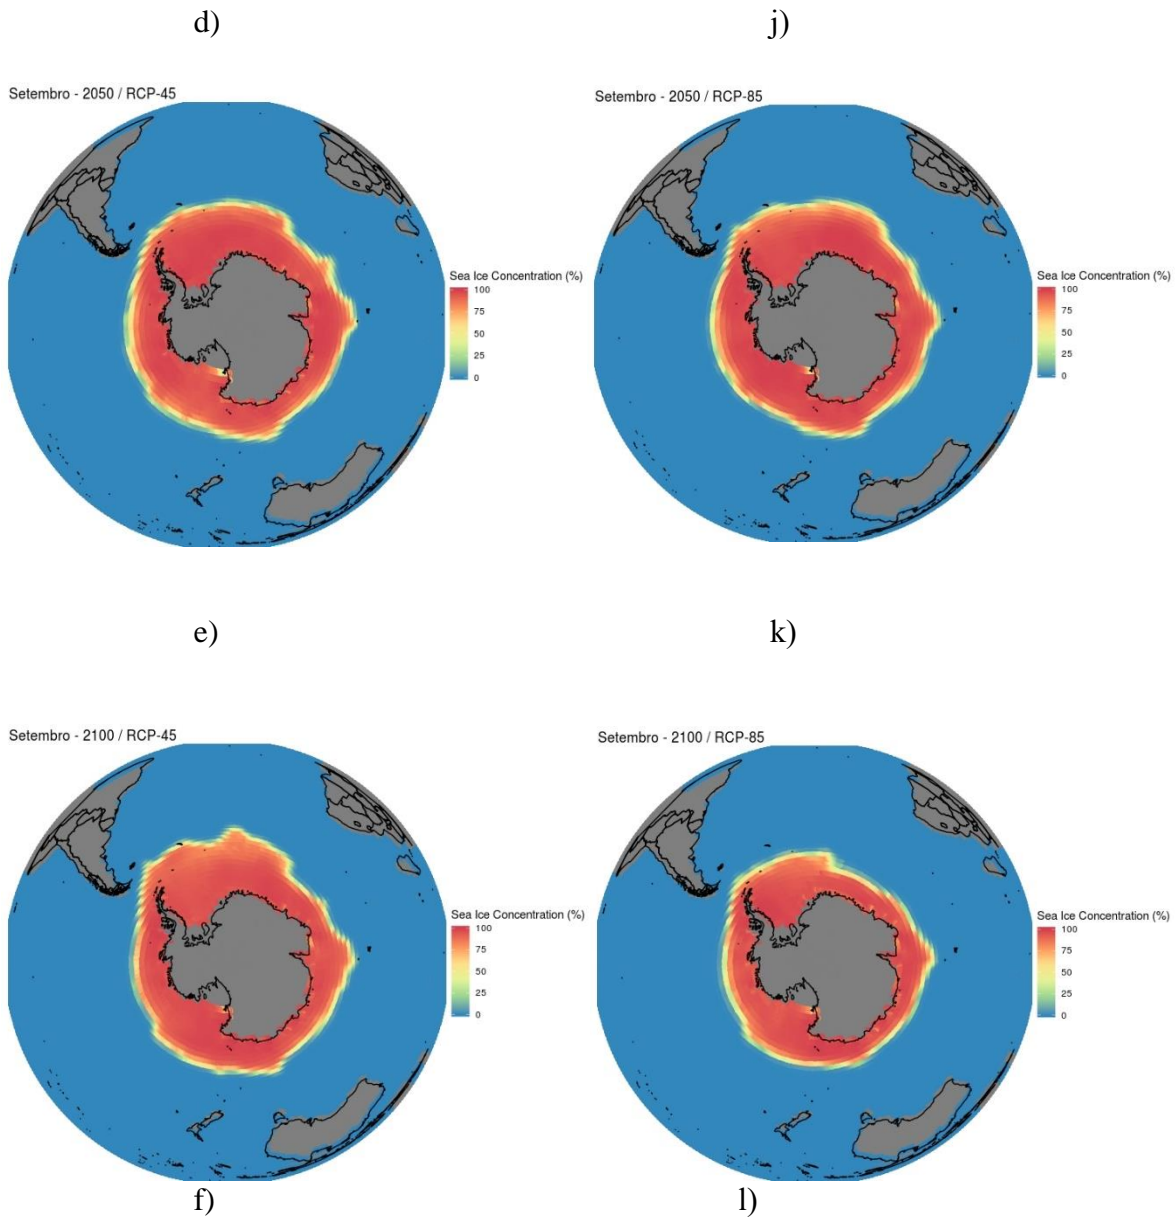 d)
j)
Setembro - 2050 / RCP-45
Setembro - 2050 / RCP-85
Sea Ice Concentration (%)
100
75
50
25
0
Sea Ice Concentration (%)
100
75
50
25
0
e)
k)
Setembro - 2100 / RCP-45
Setembro - 2100 / RCP-85
Sea Ice Concentration (%)
100
75
50
25
0
Sea Ice Concentration (%)
100
75
50
25
0
f)
l)